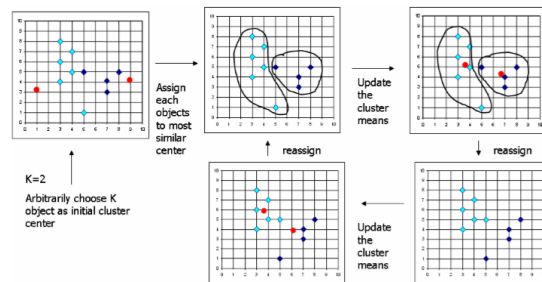 Assign
each
objects
to most
similar
center
Update
the
cluster
means
reassign
reassign
K=2
Arbitrarily choose K
object as initial cluster
center
Update
the
cluster
means